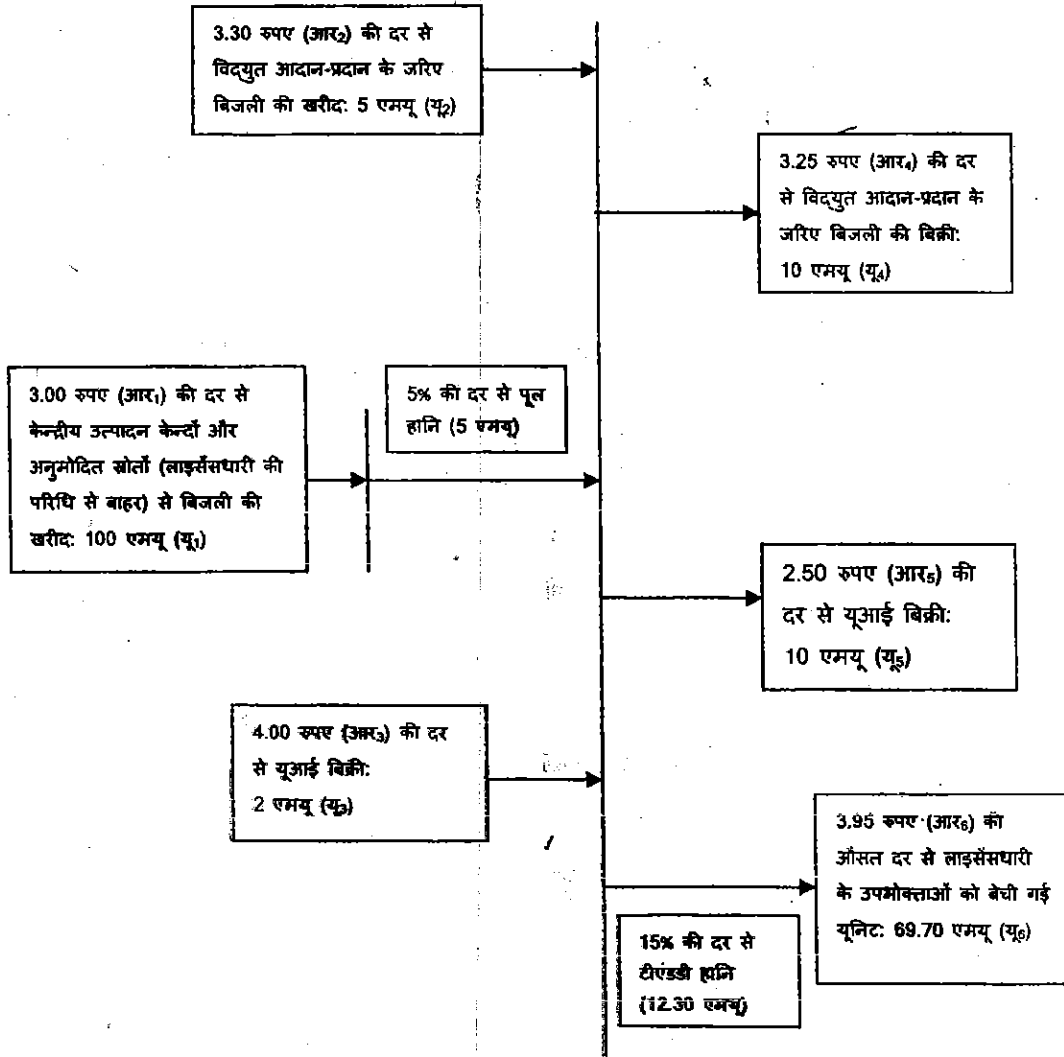 3.30 रुपए (आर₂) की दर से
विद्युत आदान-प्रदान के जरिए
बिजली की खरीद: 5 एमयू (यू₂)
3.25 रुपए (आर₄) की दर
से विद्युत आदान-प्रदान के
जरिए बिजली की बिक्री:
10 एमयू (यू₄)
3.00 रुपए (आर₁) की दर से
केन्द्रीय उत्पादन केन्दों और
अनुमोदित स्रोतों (लाइसेंसधारी की
परिधि से बाहर) से बिजली की
खरीद: 100 एमयू (यू₁)
5% की दर से पूल
हानि (5 एमयू)
2.50 रुपए (आर₅) की
दर से यूआई बिक्री:
10 एमयू (यू₅)
4.00 रुपए (आर₃) की दर
से यूआई बिक्री:
2 एमयू (यू₃)
3.95 रुपए (आर₆) की
औसत दर से लाइसेंसधारी
के उपभोक्ताओं को बेची गई
यूनिट: 69.70 एमयू (यू₆)
15% की दर से
टीएंडडी हानि
(12.30 एमयू)